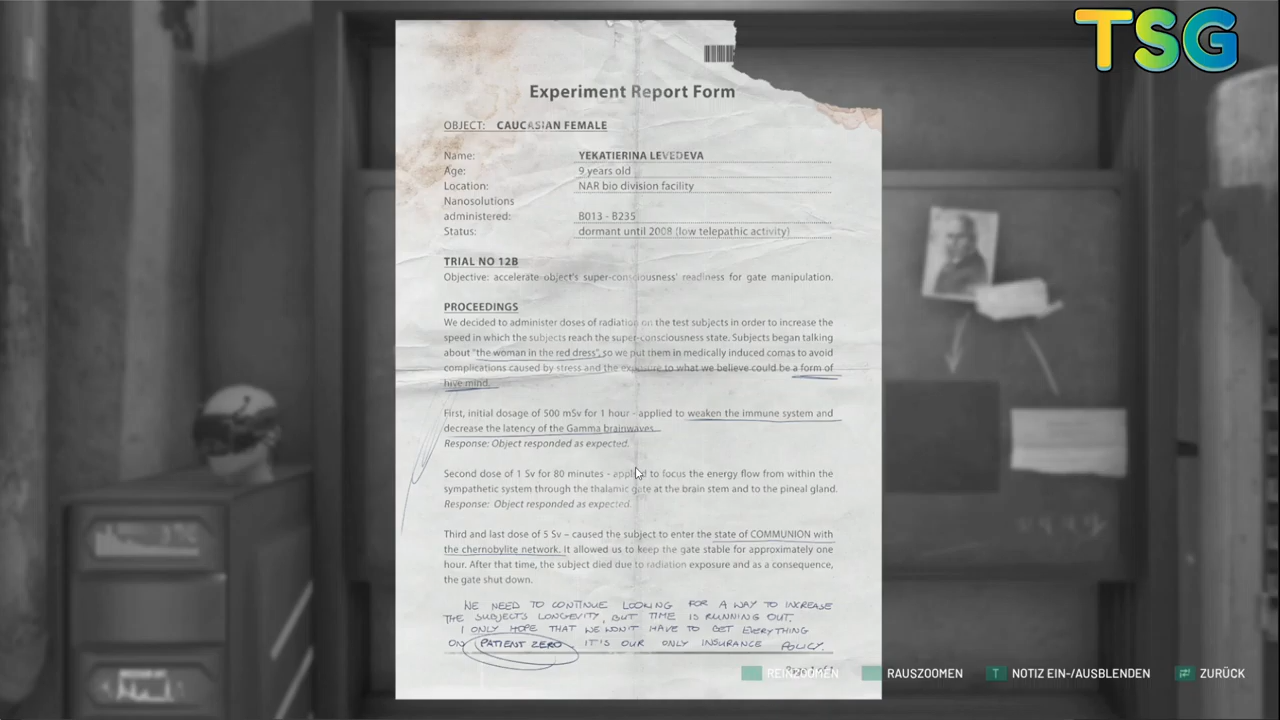 TSG
Experiment Report Form
OBJECT: CAUCASIAN FEMALE
Name: YEKATIERINA LEVEDEVA
Age: 9 years old
Location: NAR bio division facility
Nanosolutions
administered: B013 - B235
Status: dormant until 2008 (low telepathic activity)
TRIAL NO 12B
Objective: accelerate object's super-consciousness' readiness for gate manipulation.
PROCEEDINGS
We decided to administer doses of radiation on the test subjects in order to increase the
speed in which the subjects reach the super-consciousness state. Subjects began talking
about "the woman in the red dress", so we put them in medically induced comas to avoid
complications caused by stress and the exposure to what we believe could be a form of
hive mind.
First, initial dosage of 500 mSv for 1 hour - applied to weaken the immune system and
decrease the latency of the Gamma brainwaves.
Response: Object responded as expected.
Second dose of 1 Sv for 80 minutes - applied to focus the energy flow from within the
sympathetic system through the thalamic gate at the brain stem and to the pineal gland.
Response: Object responded as expected.
Third and last dose of 5 Sv – caused the subject to enter the state of COMMUNION with
the chernobylite network. It allowed us to keep the gate stable for approximately one
hour. After that time, the subject died due to radiation exposure and as a consequence,
the gate shut down.
WE NEED TO CONTINUE LOOKING FOR A WAY TO INCREASE
THE SUBJECTS LONGEVITY, BUT TIME IS RUNNING OUT.
I ONLY HOPE THAT WE WON'T HAVE TO BET EVERYTHING
ON PATIENT ZERO - IT'S OUR ONLY INSURANCE POLICY.
REINZOOMEN RAUSZOOMEN T NOTIZ EIN-/AUSBLENDEN ZURÜCK